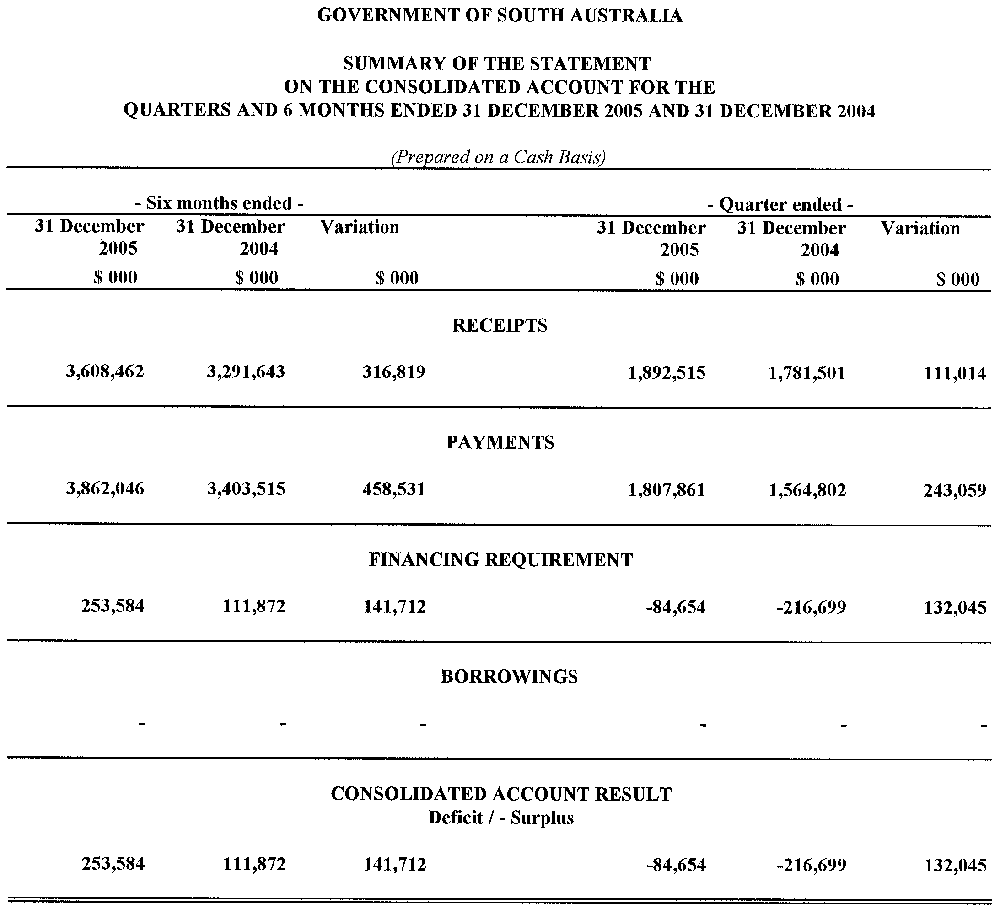 GOVERNMENT OF SOUTH AUSTRALIA
SUMMARY OF THE STATEMENT
ON THE CONSOLIDATED ACCOUNT FOR THE
QUARTERS AND 6 MONTHS ENDED 31 DECEMBER 2005 AND 31 DECEMBER 2004
(Prepared on a Cash Basis)
- Six months ended - - Quarter ended -
31 December 31 December Variation 31 December 31 December Variation
2005 2004 2005 2004
$ 000 $ 000 $ 000 $ 000 $ 000 $ 000
RECEIPTS
3,608,462 3,291,643 316,819 1,892,515 1,781,501 111,014
PAYMENTS
3,862,046 3,403,515 458,531 1,807,861 1,564,802 243,059
FINANCING REQUIREMENT
253,584 111,872 141,712 -84,654 -216,699 132,045
BORROWINGS
- - - - - -
CONSOLIDATED ACCOUNT RESULT
Deficit / - Surplus
253,584 111,872 141,712 -84,654 -216,699 132,045